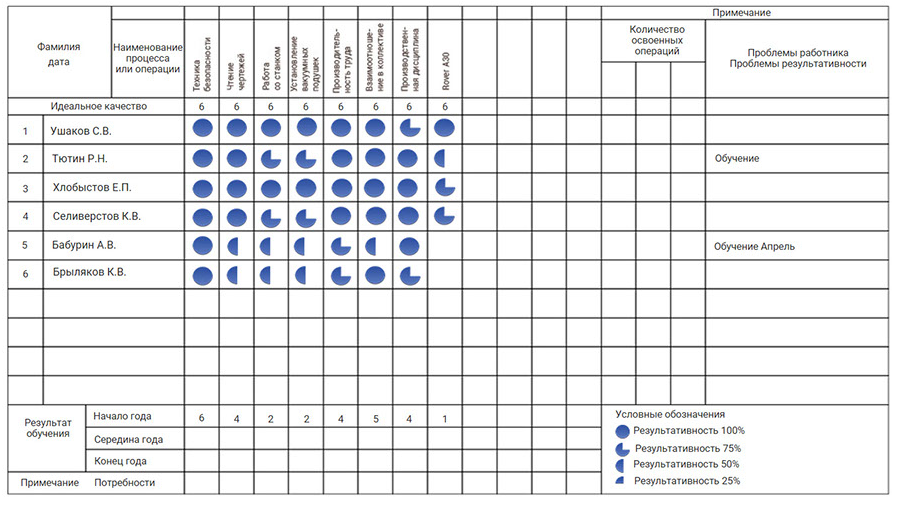 Примечание
Фамилия
дата
Наименование
процесса
или операции
Техника
безопасности
Чтение
чертежей
Работа
со станком
Установление
вакуумных
подушек
Производитель-
ность труда
Взаимоотноше-
ние в коллективе
Производствен-
ная дисциплина
Rover A30
Количество
освоенных
операций
Проблемы работника
Проблемы результативности
Идеальное качество 6 6 6 6 6 6 6 6
1 Ушаков С.В.
2 Тютин Р.Н. Обучение
3 Хлобыстов Е.П.
4 Селиверстов К.В.
5 Бабурин А.В. Обучение Апрель
6 Брыляков К.В.
Результат
обучения
Начало года 6 4 2 2 4 5 4 1
Середина года
Конец года
Примечание Потребности
Условные обозначения
Результативность 100%
Результативность 75%
Результативность 50%
Результативность 25%